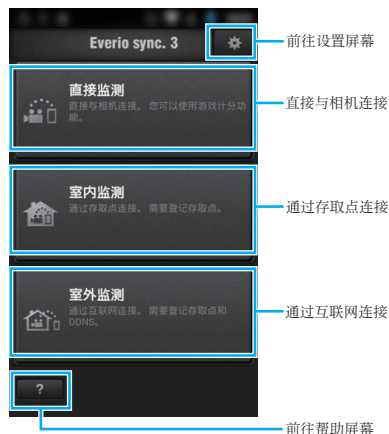 Everio sync. 3
前往设置屏幕
直接监测
直接与相机连接。您可以使用游戏计分功
能。
直接与相机连接
室内监测
通过存取点连接。需要登记存取点。
通过存取点连接
室外监测
通过互联网连接。需要登记存取点和
DDNS。
通过互联网连接
?
前往帮助屏幕